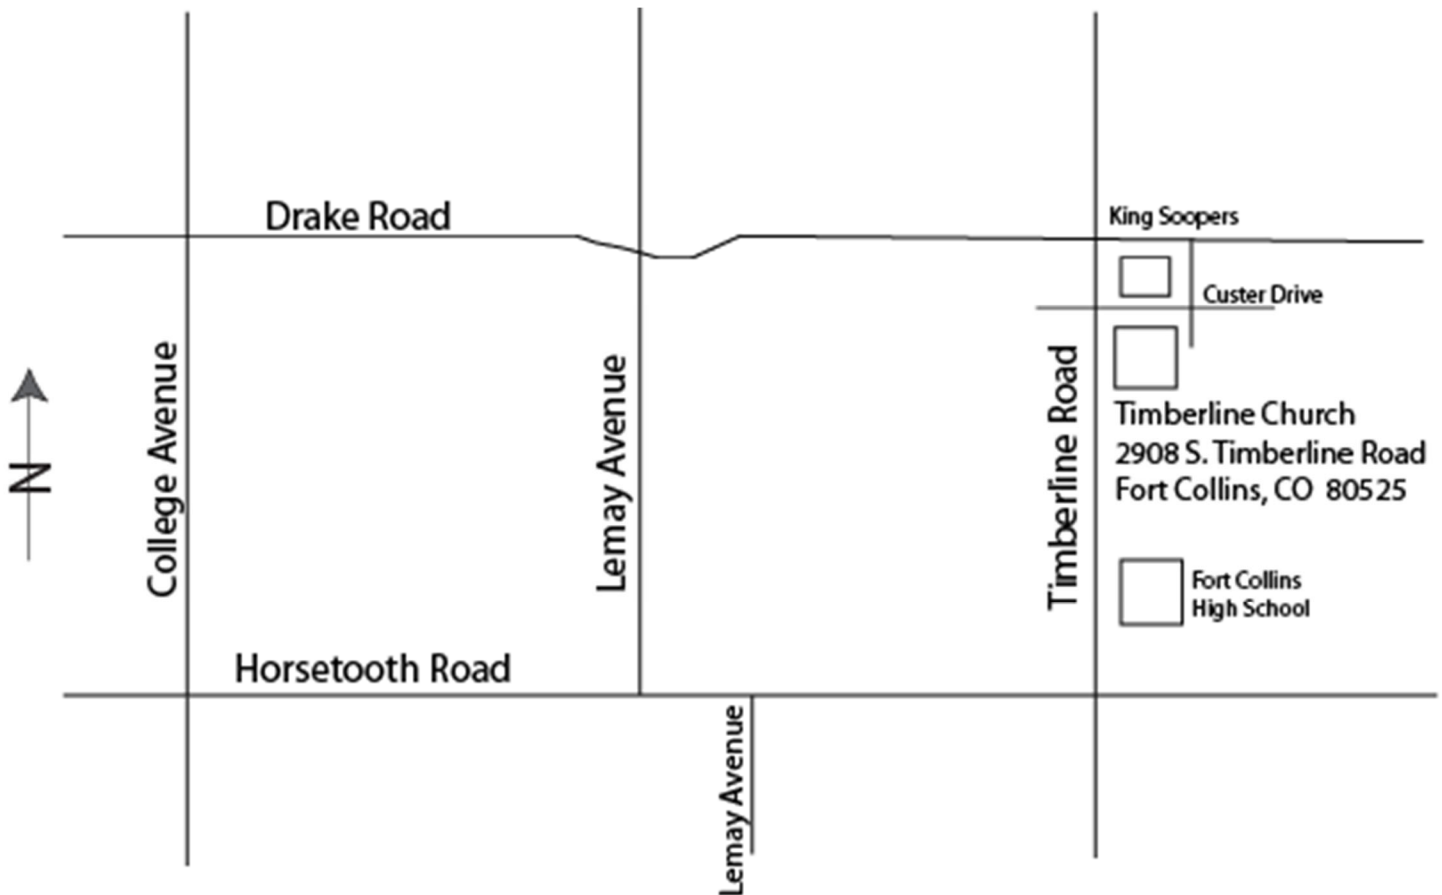 Drake Road
King Soopers
Custer Drive
College Avenue
Lemay Avenue
Timberline Road
Timberline Church
2908 S. Timberline Road
Fort Collins, CO 80525
N
Fort Collins
High School
Horsetooth Road
Lemay Avenue